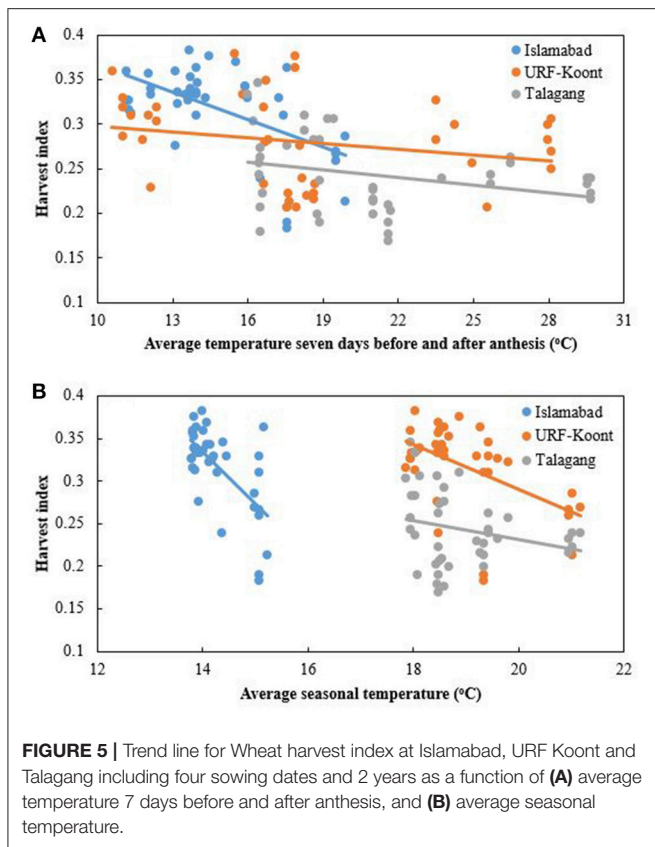 A
0.4
0.35
0.3
0.25
0.2
0.15
0.1
Harvest index
Islamabad
URF-Koont
Talagang
10 13 16 19 22 25 28 31
Average temperature seven days before and after anthesis (°C)
B
0.4
0.35
0.3
0.25
0.2
0.15
0.1
Harvest index
Islamabad
URF-Koont
Talagang
12 14 16 18 20 22
Average seasonal temperature (°C)
FIGURE 5 | Trend line for Wheat harvest index at Islamabad, URF Koont and
Talagang including four sowing dates and 2 years as a function of (A) average
temperature 7 days before and after anthesis, and (B) average seasonal
temperature.